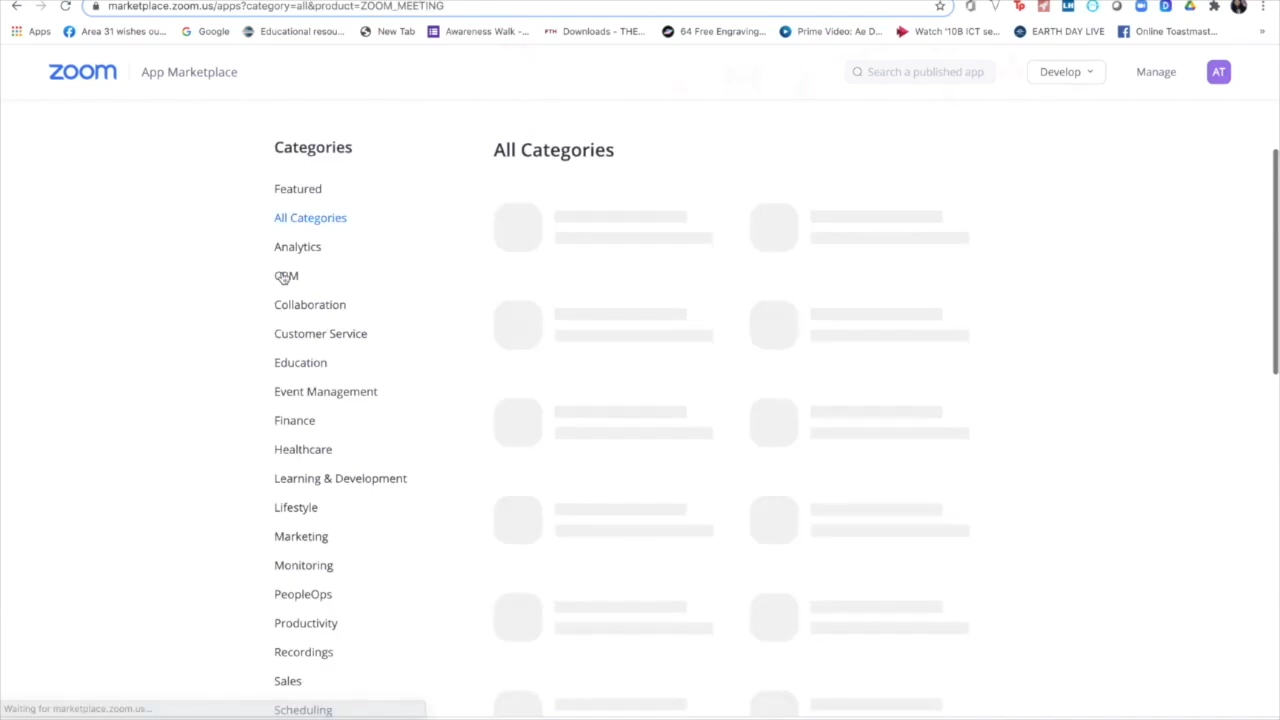 marketplace.zoom.us/apps?category=all&product=ZOOM_MEETING
Apps Area 31 wishes ou... Google Educational resou... New Tab Awareness Walk -... FTH Downloads - THE... 64 Free Engraving... Prime Video: Ae D... Watch '10B ICT se... EARTH DAY LIVE Online Toastmast... »
zoom App Marketplace Search a published app Develop Manage AT
Categories
Featured
All Categories
Analytics
Collaboration
Customer Service
Education
Event Management
Finance
Healthcare
Learning & Development
Lifestyle
Marketing
Monitoring
PeopleOps
Productivity
Recordings
Sales
Scheduling
All Categories
Waiting for marketplace.zoom.us...